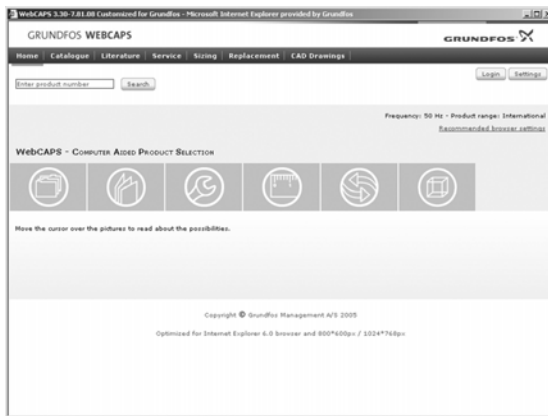 WebCAPS 3.30-7.01.08 Customized for Grundfos - Microsoft Internet Explorer provided by Grundfos
GRUNDFOS WEBCAPS
GRUNDFOS
Home Catalogue Literature Service Sizing Replacement CAD Drawings
Enter product number Search
Login Settings
Frequency: 50 Hz - Product range: International
Recommended browser settings
WebCAPS - Computer Aided Product Selection
Move the cursor over the pictures to read about the possibilities.
Copyright © Grundfos Management A/S 2005
Optimized for Internet Explorer 6.0 browser and 800*600px / 1024*768px